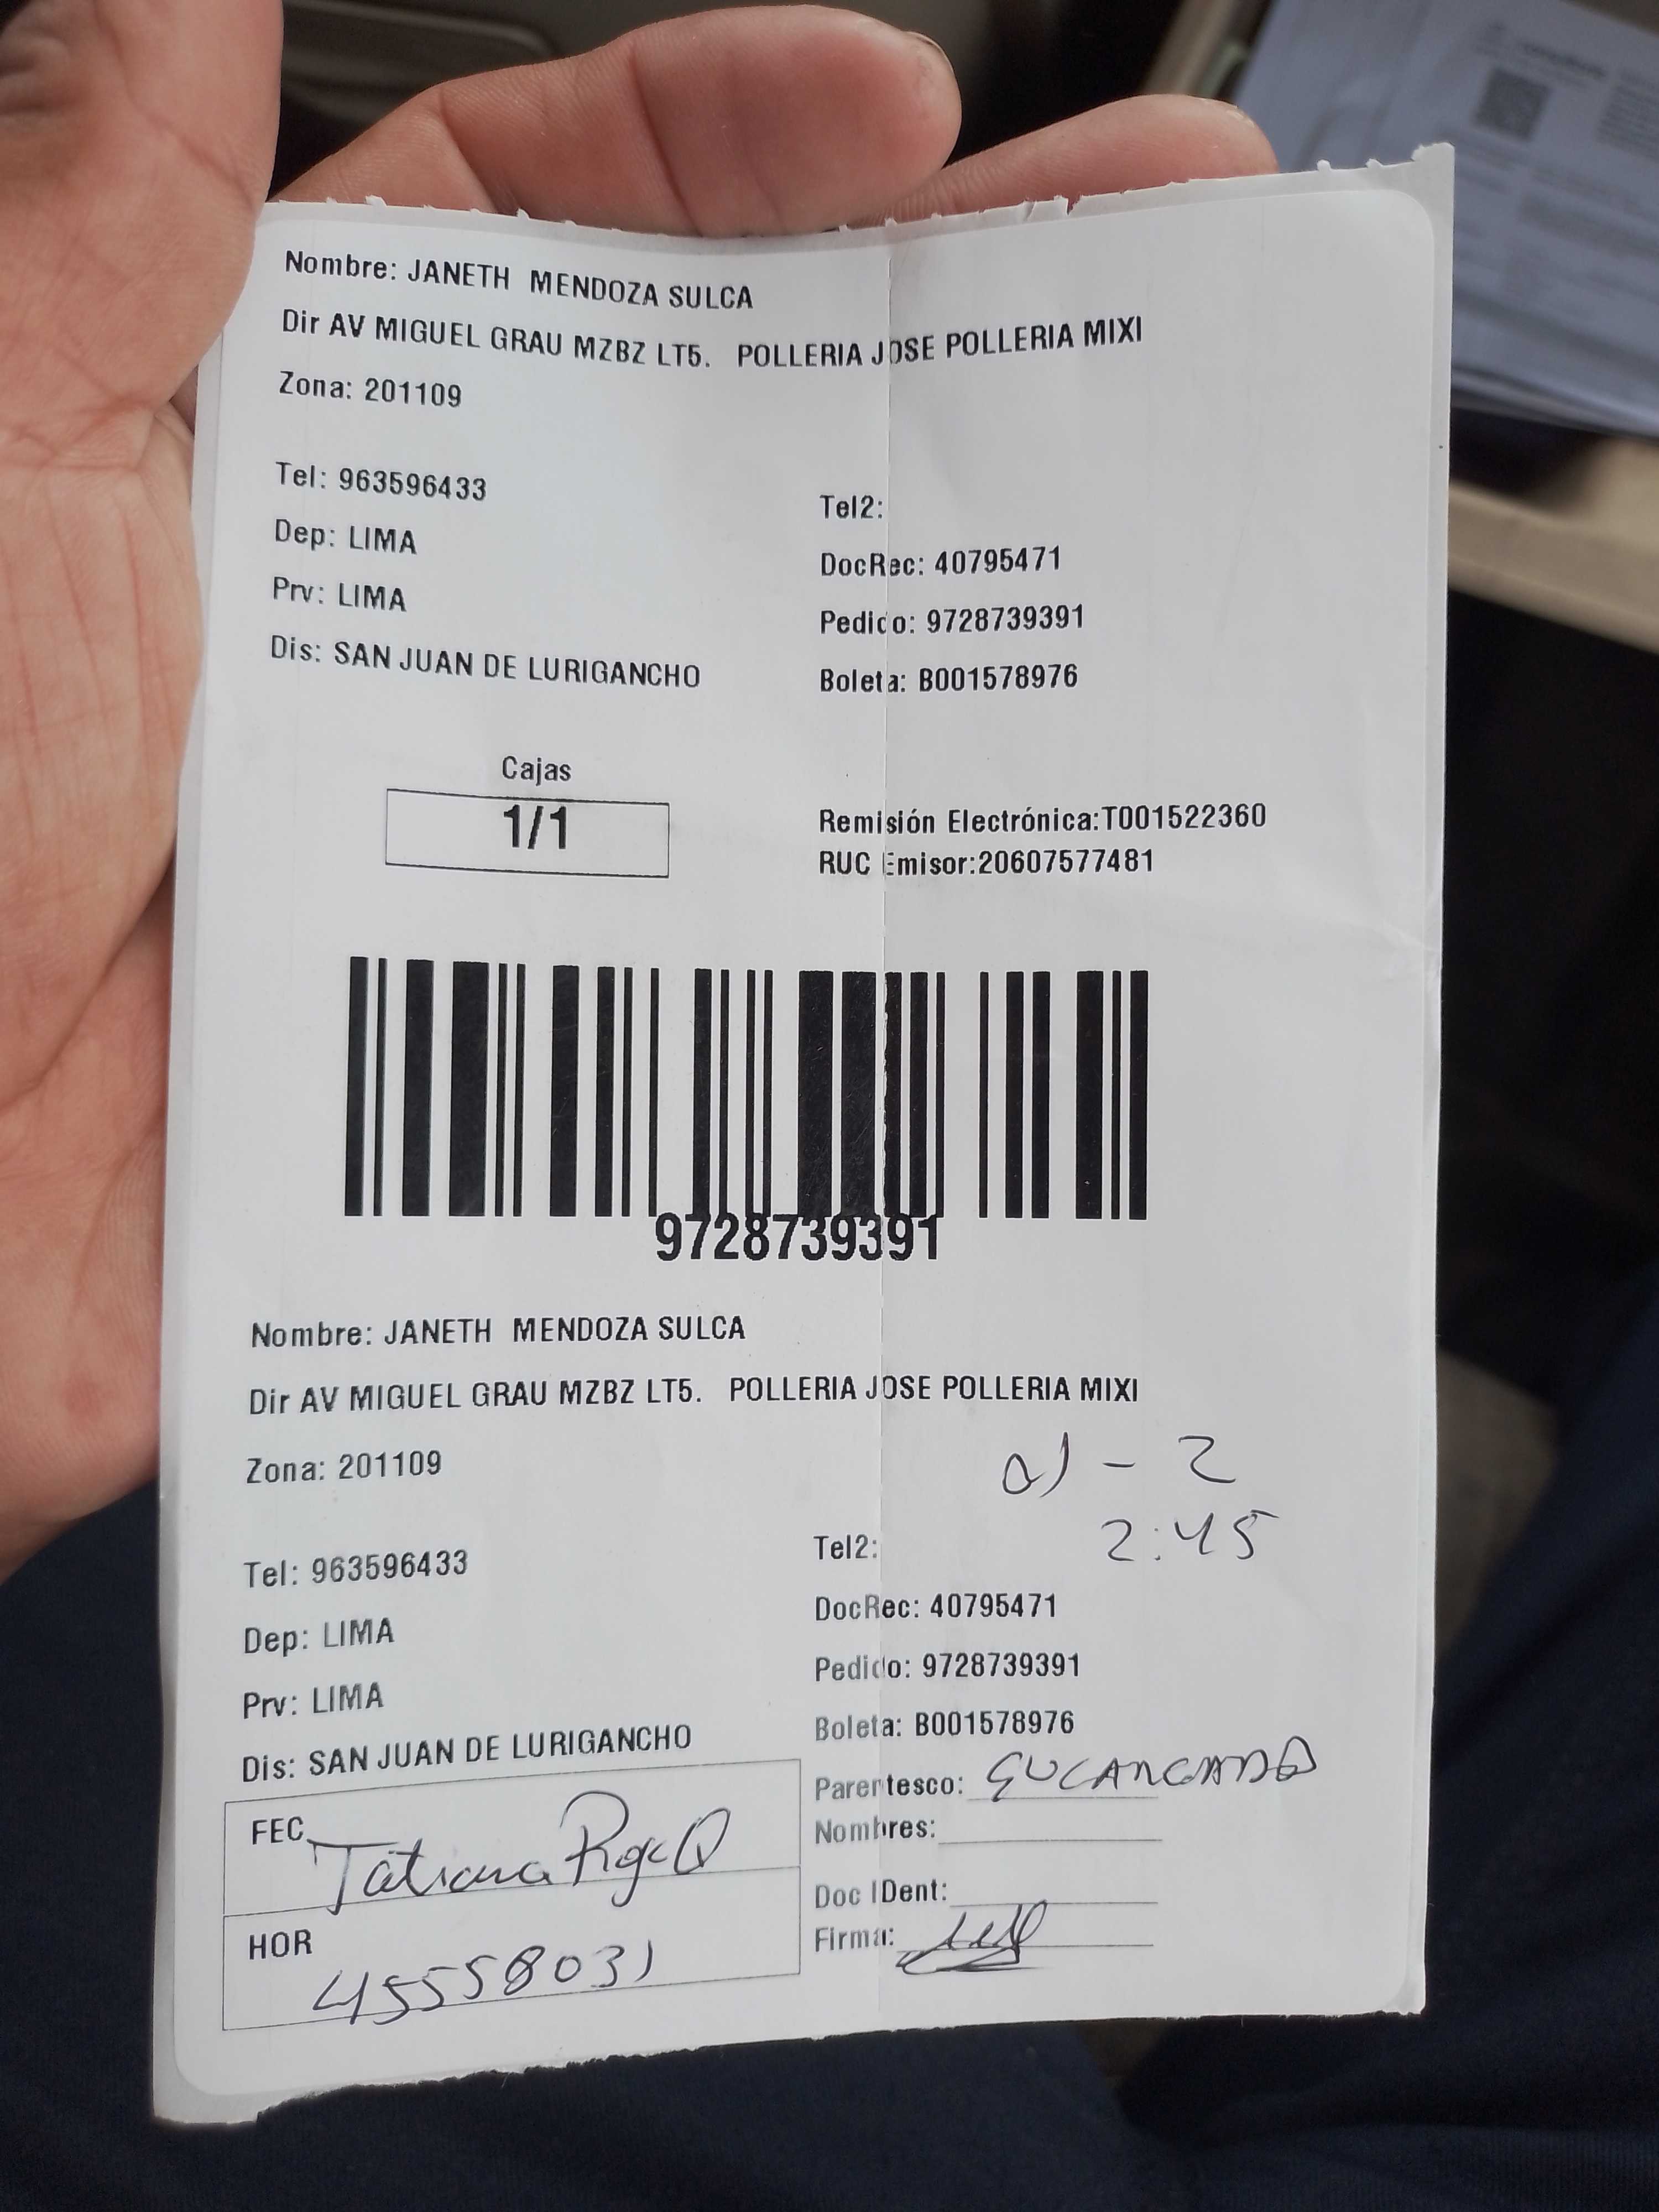 Nombre: JANETH MENDOZA SULCA
Dir AV MIGUEL GRAU MZBZ LT5. POLLERIA JOSE POLLERIA MIXI
Zona: 201109
Tel: 963596433
Tel2:
Dep: LIMA
DocRec: 40795471
Prv: LIMA
Pedido: 9728739391
Dis: SAN JUAN DE LURIGANCHO
Boleta: B001578976
Cajas
1/1
Remisión Electrónica:T001522360
RUC Emisor:20607577481
9728739391
Nombre: JANETH MENDOZA SULCA
Dir AV MIGUEL GRAU MZBZ LT5. POLLERIA JOSE POLLERIA MIXI
Zona: 201109
- 2
2:45
Tel: 963596433
Tel2:
Dep: LIMA
DocRec: 40795471
Prv: LIMA
Pedido: 9728739391
Dis: SAN JUAN DE LURIGANCHO
Boleta: B001578976
Parentesco:
Nombres:
Doc IDent:
Firma:
FEC Tatiana
HOR 45558031